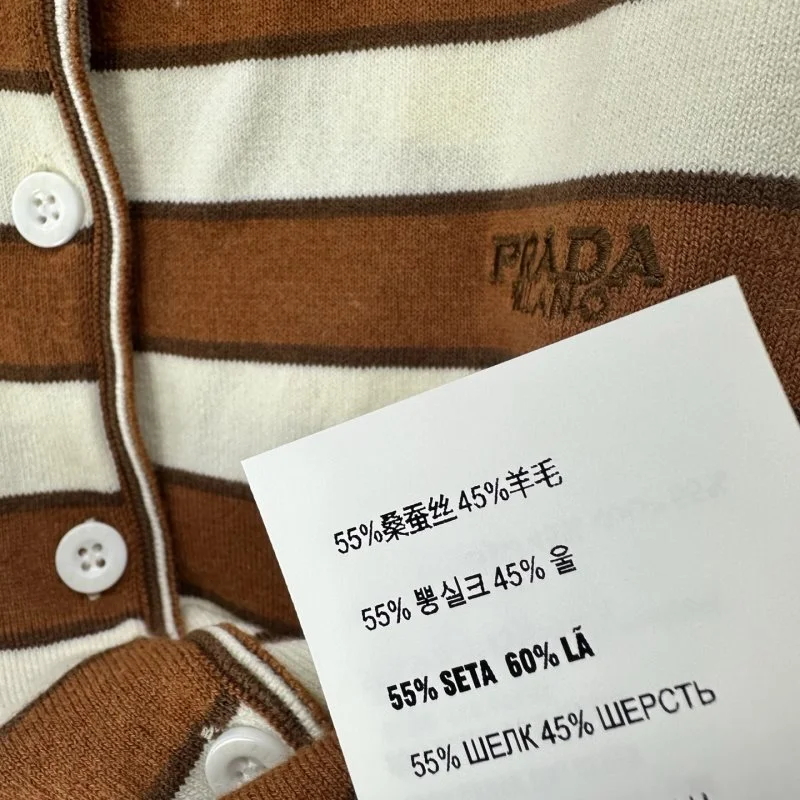 PRADA
MILANO
55%桑蚕丝 45%羊毛
55% 뽕 실크 45% 울
55% SETA 60% LÃ
55% ШЕЛК 45% ШЕРСТЬ